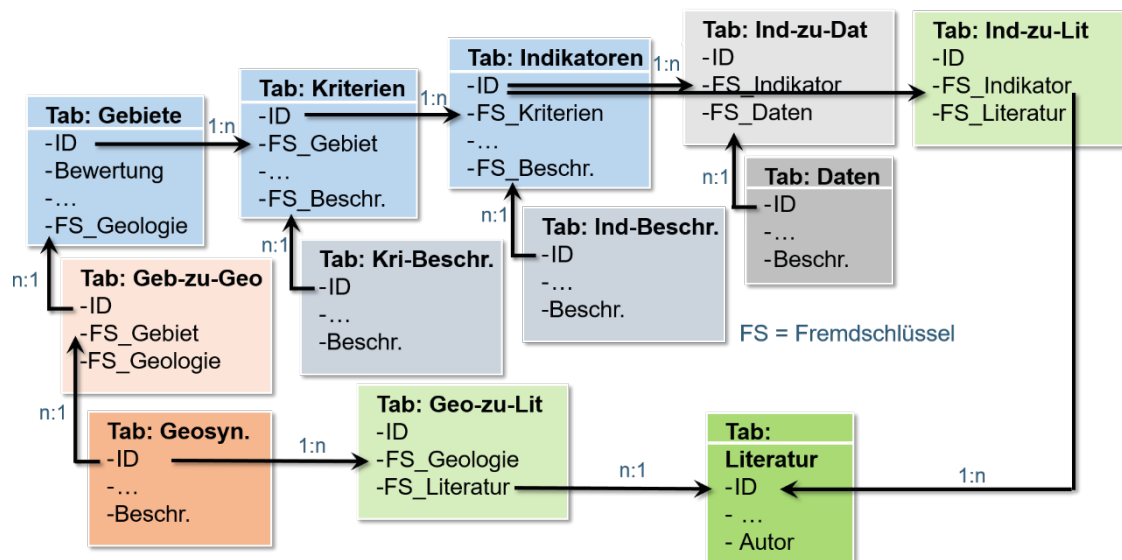 Tab: Gebiete
-ID
-Bewertung
-...
-FS_Geologie
1:n
Tab: Kriterien
-ID
-FS_Gebiet
-...
-FS_Beschr.
1:n
Tab: Indikatoren
-ID
-FS_Kriterien
-...
-FS_Beschr.
1:n
Tab: Ind-zu-Dat
-ID
-FS_Indikator
-FS_Daten
Tab: Ind-zu-Lit
-ID
-FS_Indikator
-FS_Literatur
n:1
Tab: Geb-zu-Geo
-ID
-FS_Gebiet
-FS_Geologie
n:1
Tab: Kri-Beschr.
-ID
-...
-Beschr.
n:1
Tab: Ind-Beschr.
-ID
-...
-Beschr.
n:1
Tab: Daten
-ID
-...
-Beschr.
FS = Fremdschlüssel
n:1
Tab: Geosyn.
-ID
-...
-Beschr.
1:n
Tab: Geo-zu-Lit
-ID
-FS_Geologie
-FS_Literatur
n:1
Tab:
Literatur
-ID
- ...
- Autor
1:n